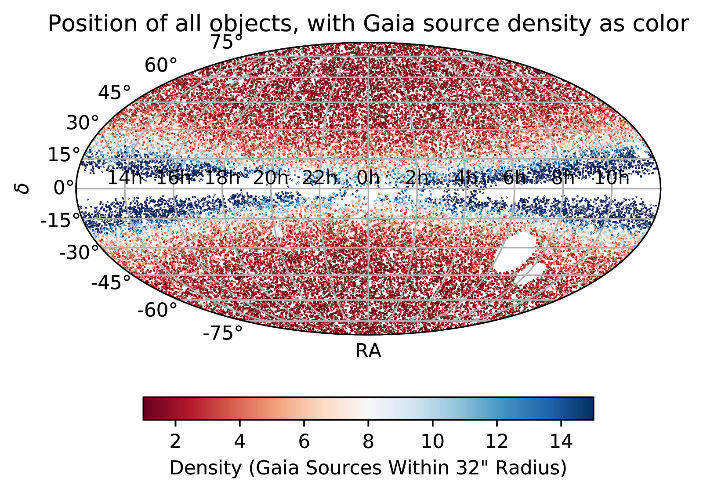 Position of all objects, with Gaia source density as color
75°
60°
45°
30°
15°
0°
-15°
-30°
-45°
-60°
-75°
δ
14h 16h 18h 20h 22h 0h 2h 4h 6h 8h 10h
RA
2 4 6 8 10 12 14
Density (Gaia Sources Within 32" Radius)